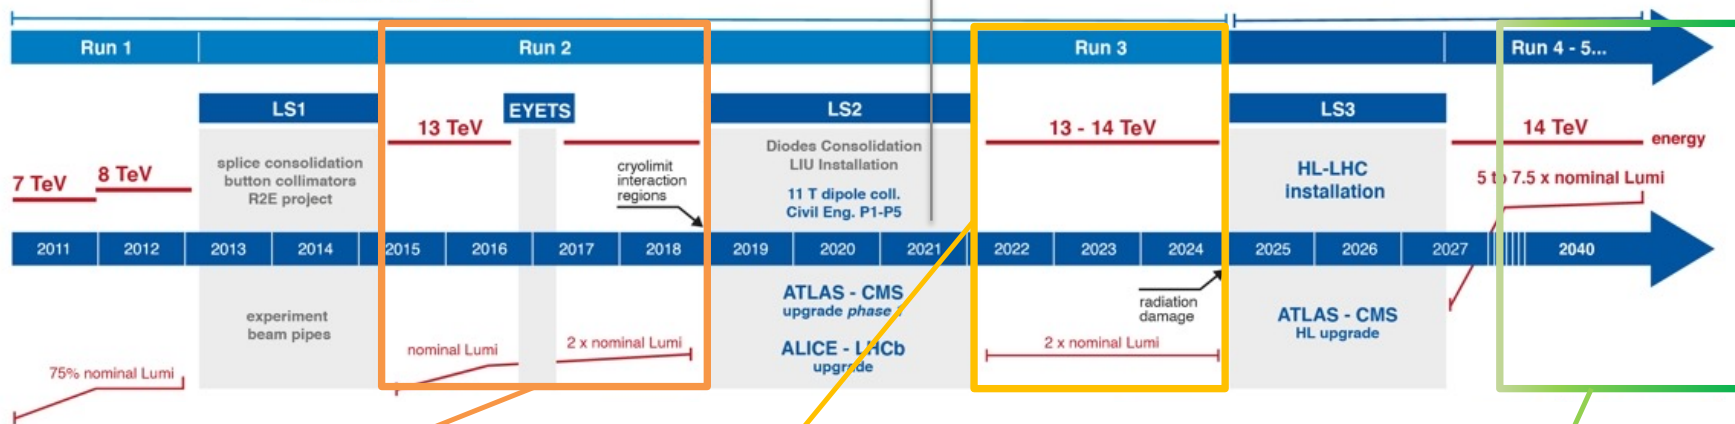 Run 1
Run 2
Run 3
Run 4 - 5...
LS1
EYETS
LS2
LS3
13 TeV
13 - 14 TeV
14 TeV
energy
7 TeV
8 TeV
splice consolidation
button collimators
R2E project
cryolimit
interaction
regions
Diodes Consolidation
LIU Installation
11 T dipole coll.
Civil Eng. P1-P5
HL-LHC
installation
5 to 7.5 x nominal Lumi
2011 2012 2013 2014 2015 2016 2017 2018 2019 2020 2021 2022 2023 2024 2025 2026 2027 2040
experiment
beam pipes
ATLAS - CMS
upgrade phase
ALICE - LHCb
upgrade
radiation
damage
ATLAS - CMS
HL upgrade
75% nominal Lumi
nominal Lumi
2 x nominal Lumi
2 x nominal Lumi